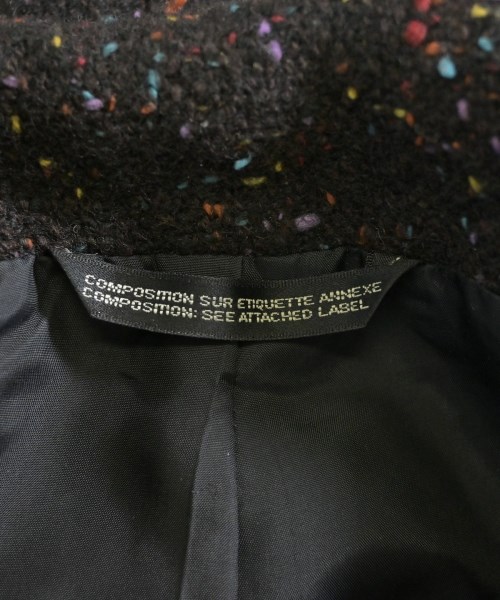 COMPOSITION SUR ETIQUETTE ANNEXE
COMPOSITION: SEE ATTACHED LABEL